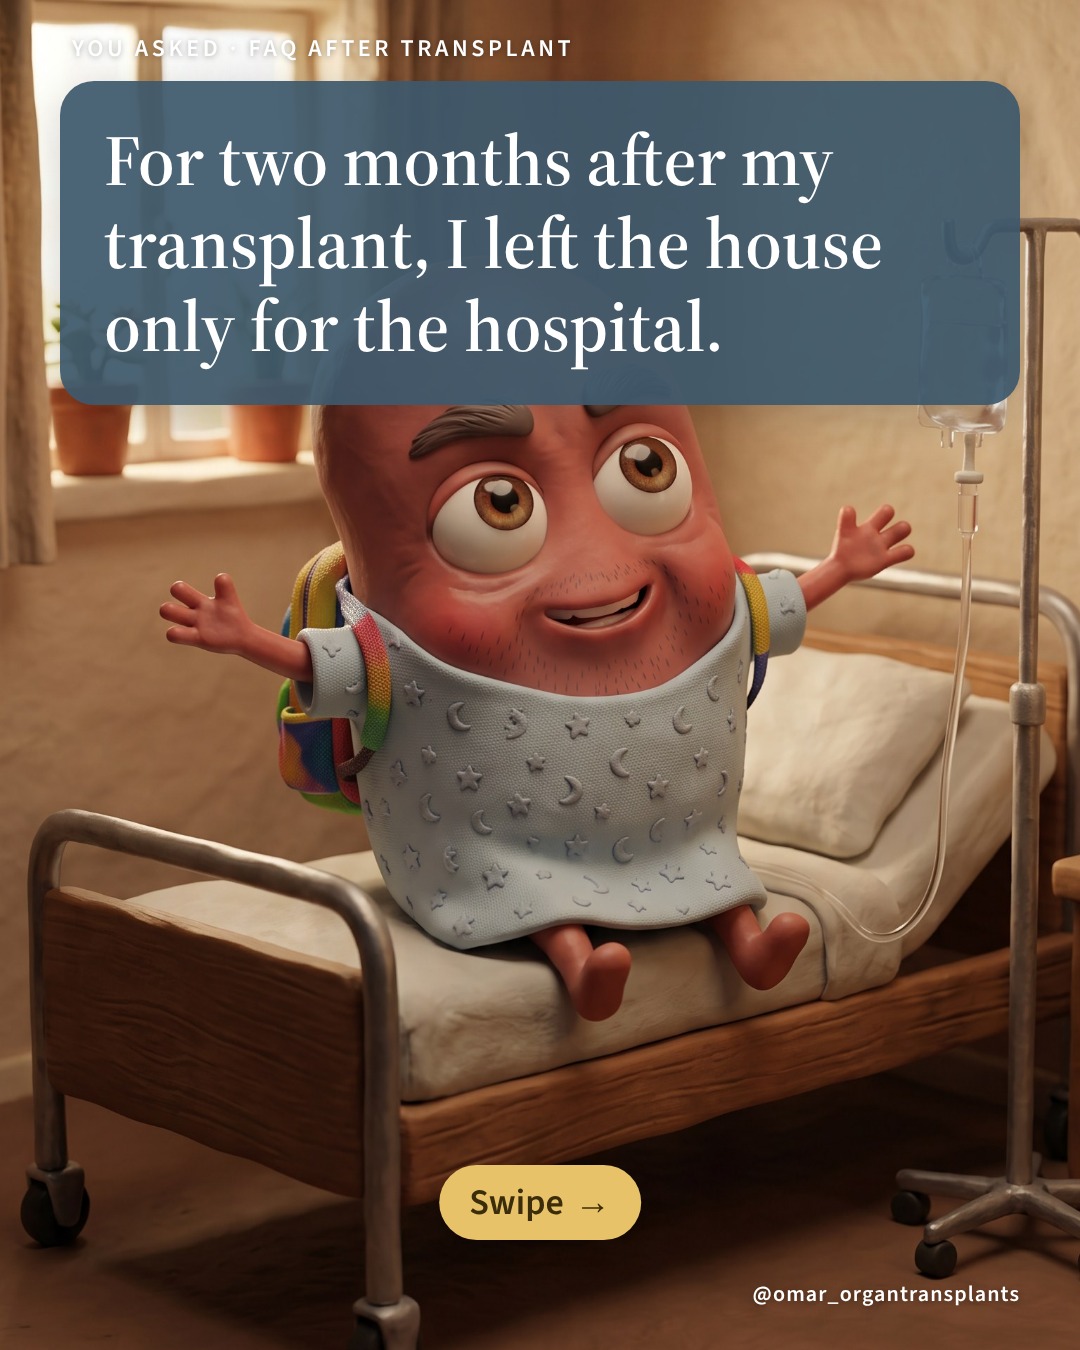 YOU ASKED · FAQ AFTER TRANSPLANT
For two months after my
transplant, I left the house
only for the hospital.
Swipe →
@omar_organtransplants